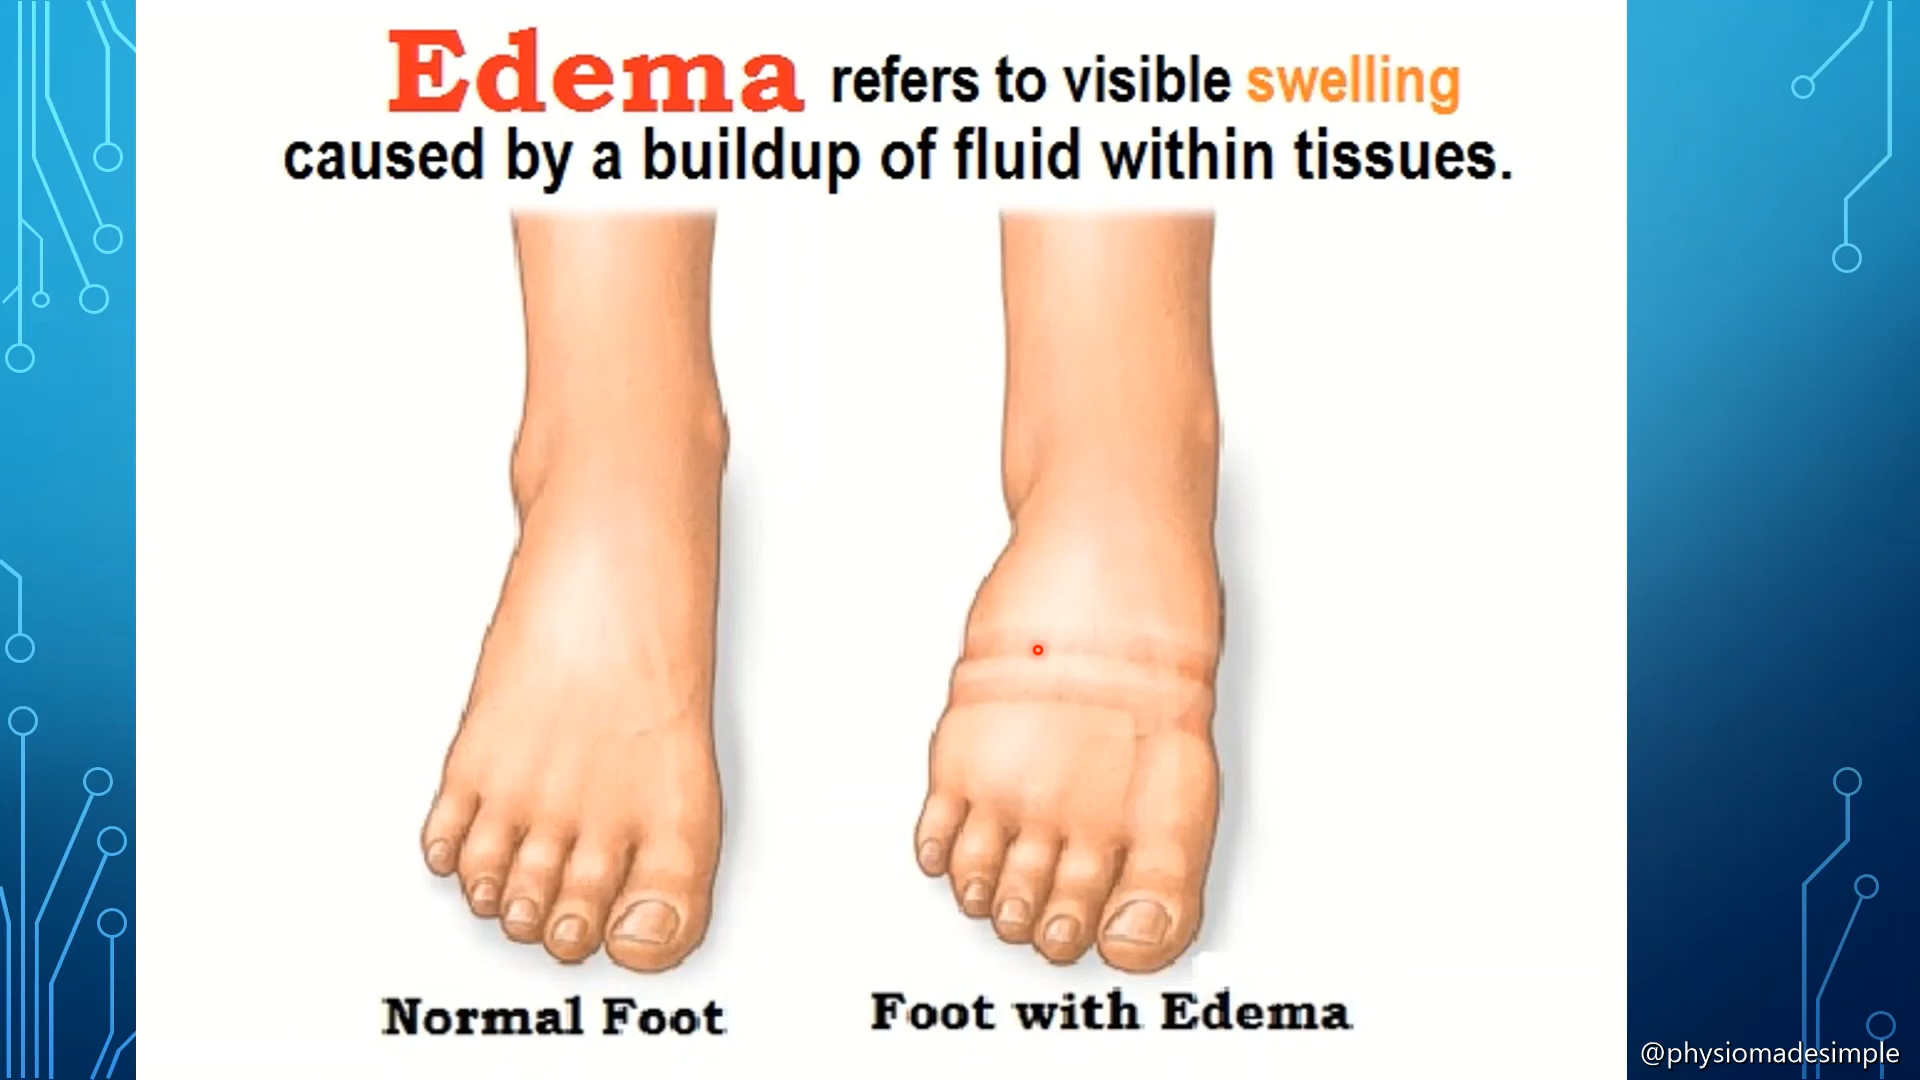 Edema refers to visible swelling
caused by a buildup of fluid within tissues.
Normal Foot
Foot with Edema
@physiomadesimple